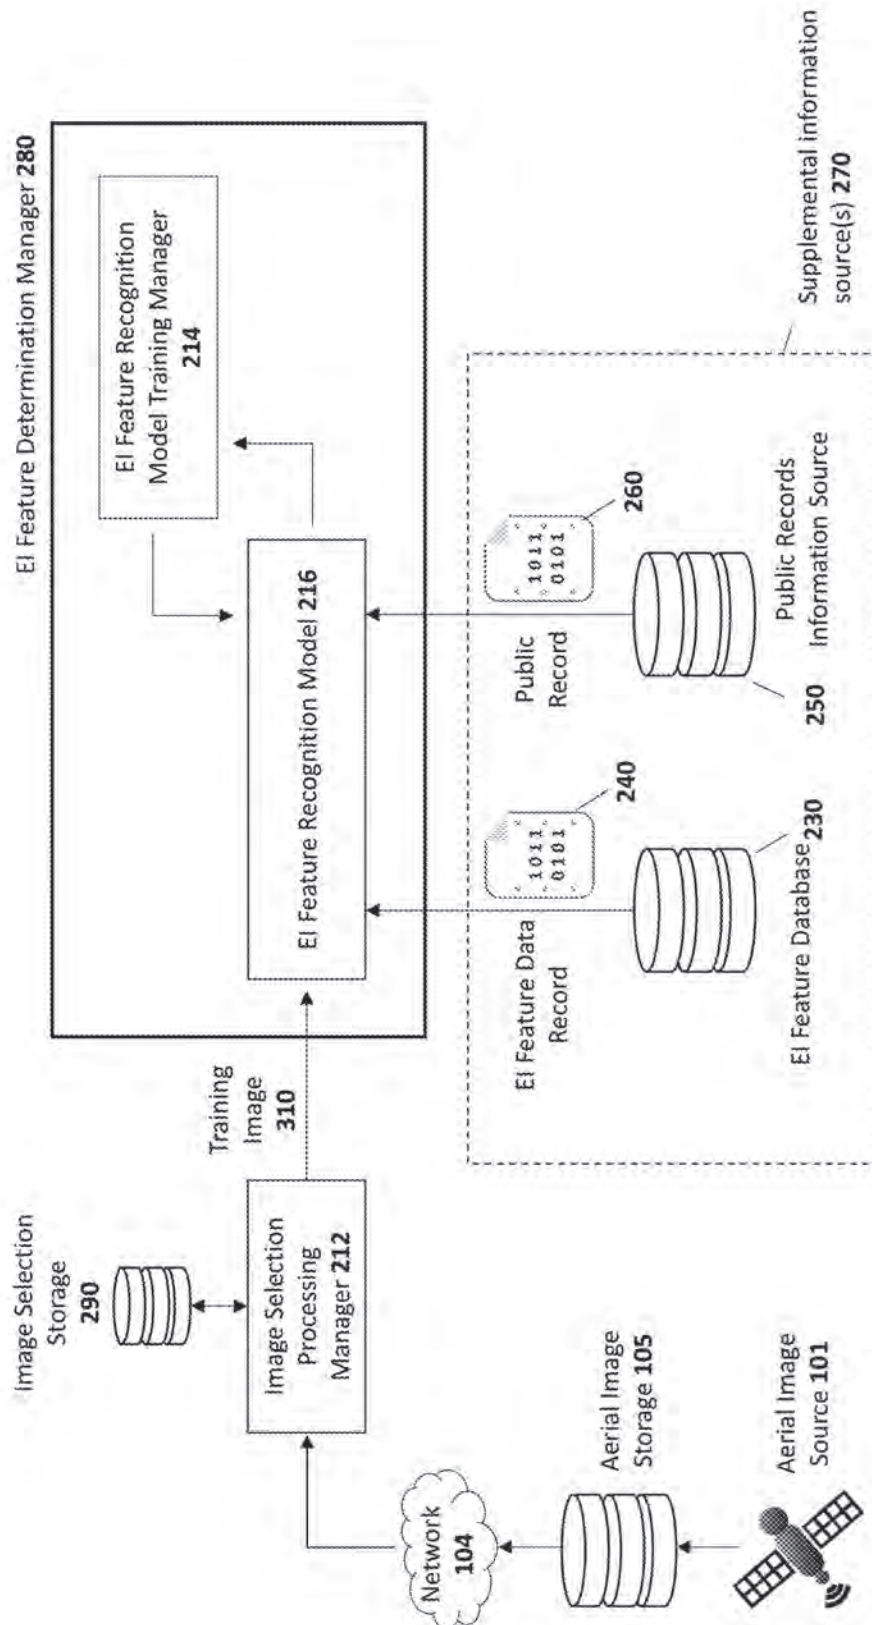 EI Feature Determination Manager 280
EI Feature Recognition
Model Training Manager
214
EI Feature Recognition Model 216
Image Selection
Storage
290
Training
Image
310
Image Selection
Processing
Manager 212
Network
104
Aerial Image
Storage 105
Aerial Image
Source 101
EI Feature Data
Record
1011
0101
240
EI Feature Database
230
Public
Record
1011
0101
260
250
Public Records
Information Source
Supplemental information
source(s) 270